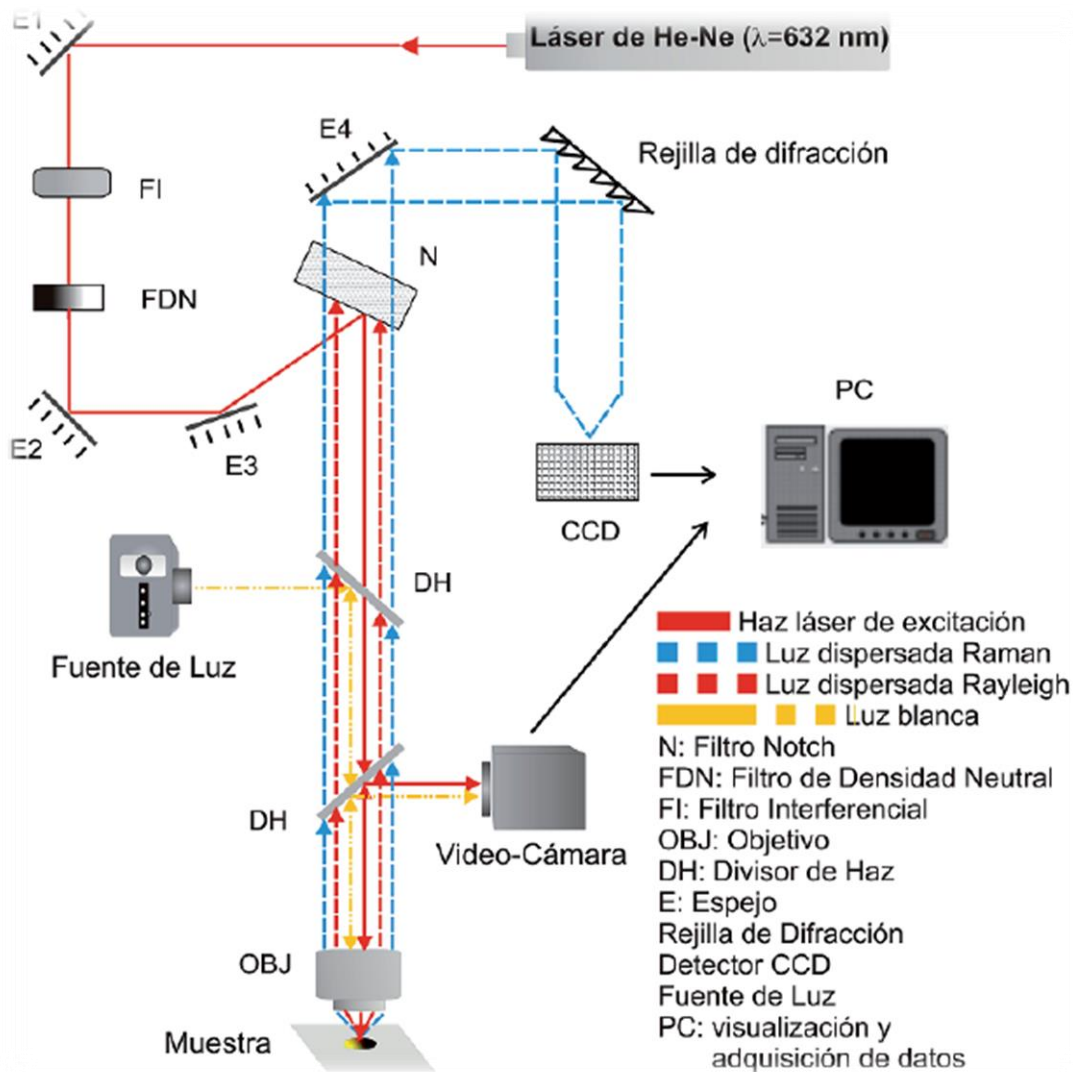 E1
Láser de He-Ne (λ=632 nm)
E4
Rejilla de difracción
FI
N
FDN
PC
E2
E3
CCD
DH
Fuente de Luz
Haz láser de excitación
Luz dispersada Raman
Luz dispersada Rayleigh
Luz blanca
N: Filtro Notch
FDN: Filtro de Densidad Neutral
FI: Filtro Interferencial
OBJ: Objetivo
DH: Divisor de Haz
E: Espejo
Rejilla de Difracción
Detector CCD
Fuente de Luz
PC: visualización y
adquisición de datos
DH
Video-Cámara
OBJ
Muestra